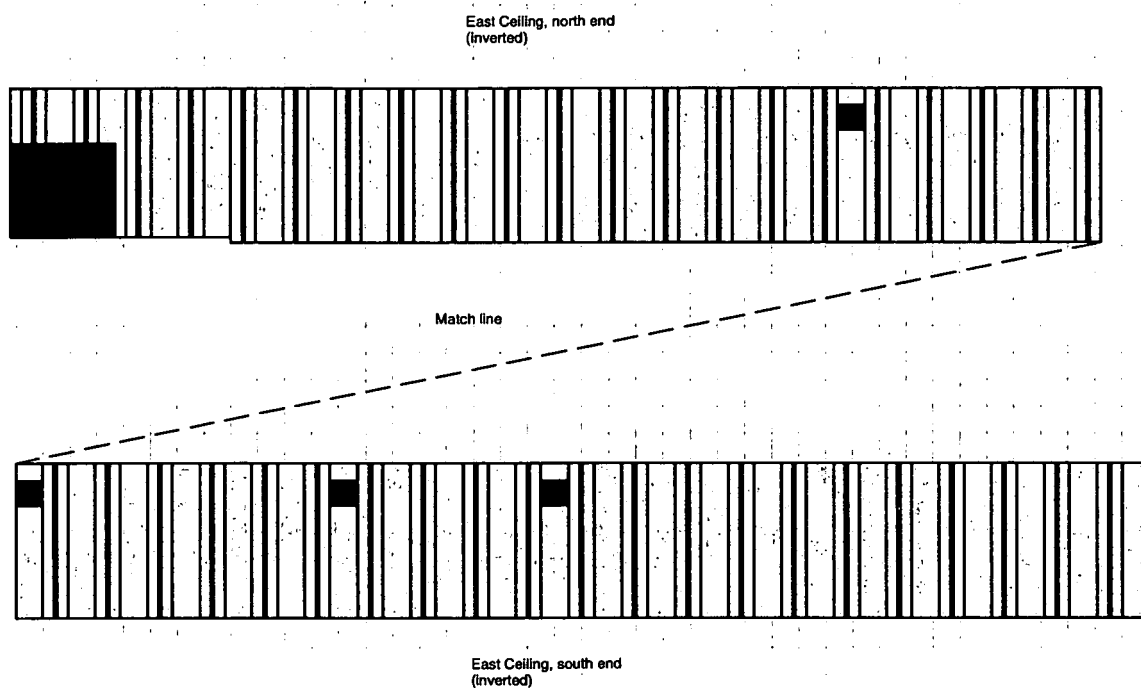 East Ceiling, north end
(inverted)
Match line
East Ceiling, south end
(inverted)